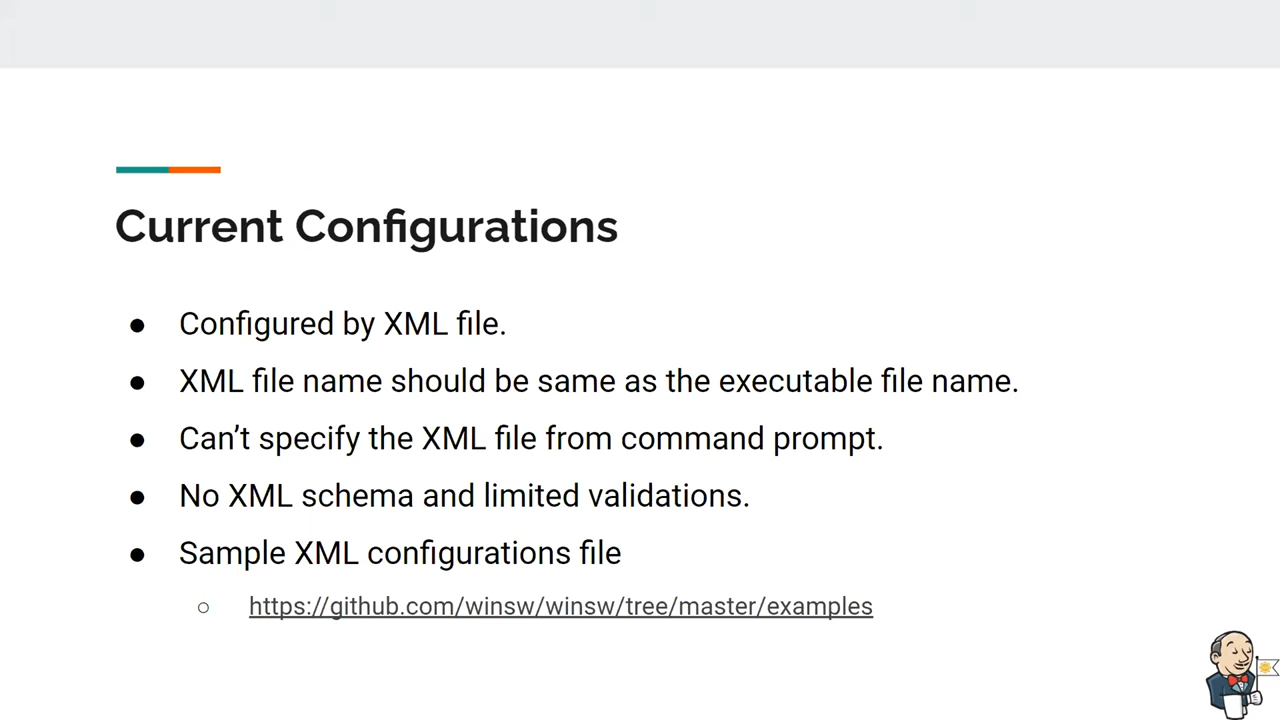 Current Configurations
● Configured by XML file.
● XML file name should be same as the executable file name.
● Can’t specify the XML file from command prompt.
● No XML schema and limited validations.
● Sample XML configurations file
○ https://github.com/winsw/winsw/tree/master/examples